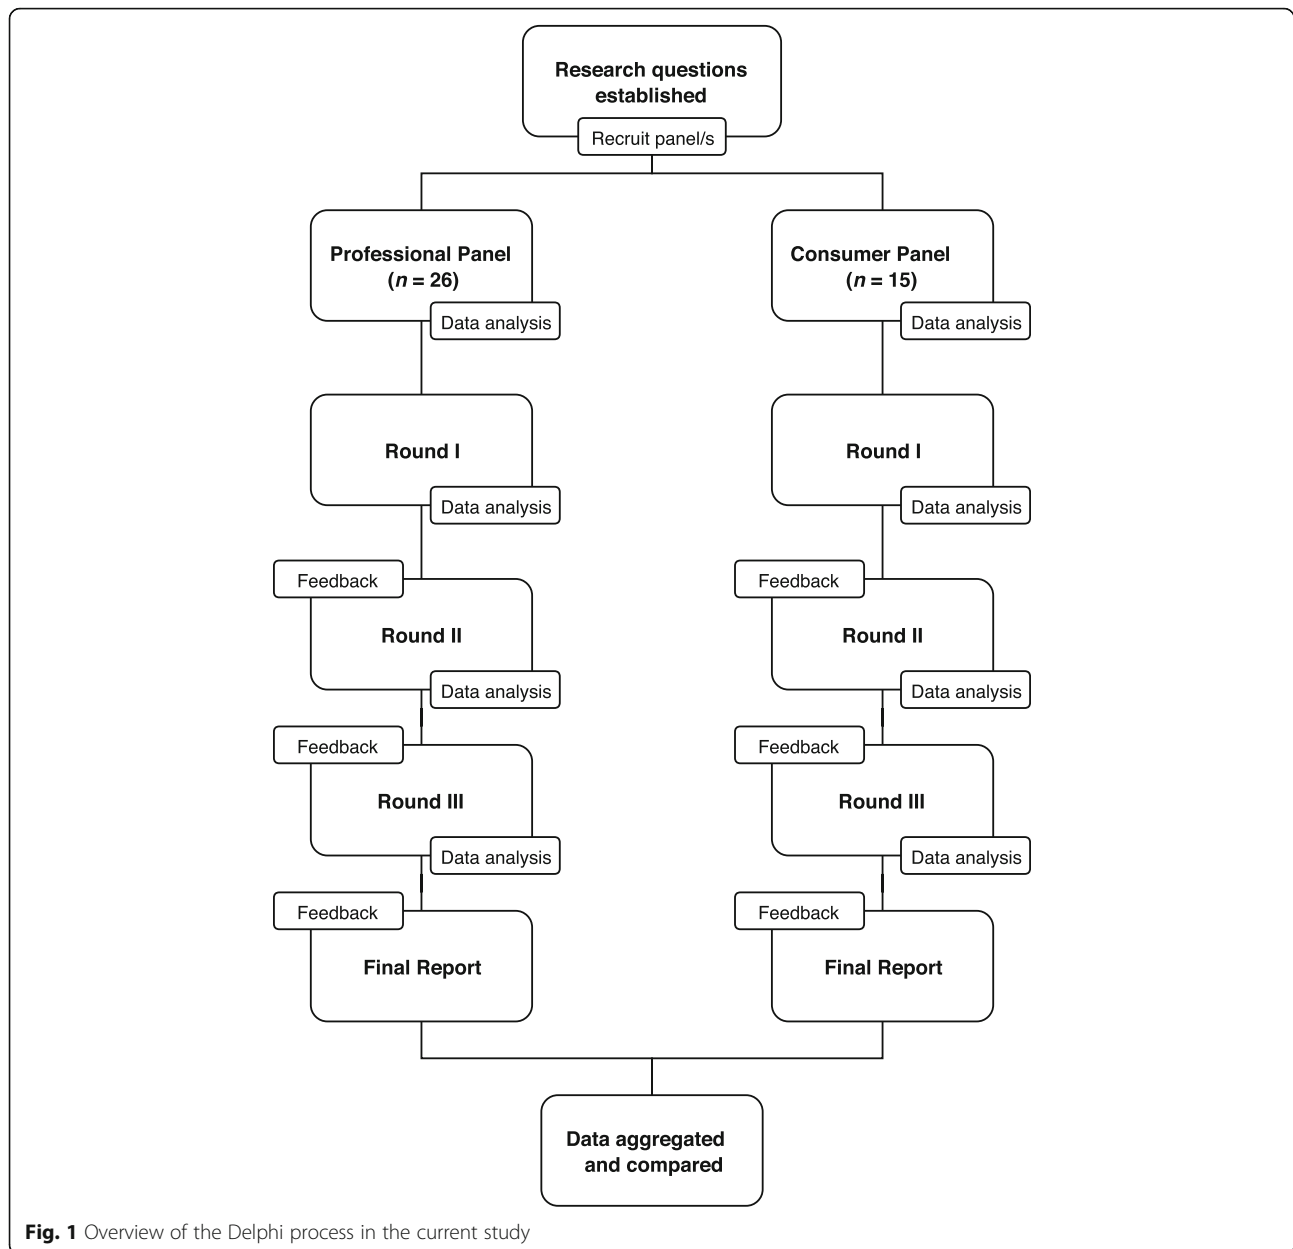 Research questions
established
Recruit panel/s
Professional Panel
(n = 26)
Data analysis
Consumer Panel
(n = 15)
Data analysis
Round I
Data analysis
Round I
Data analysis
Feedback
Round II
Data analysis
Feedback
Round II
Data analysis
Feedback
Round III
Data analysis
Feedback
Round III
Data analysis
Feedback
Final Report
Feedback
Final Report
Data aggregated
and compared
Fig. 1 Overview of the Delphi process in the current study